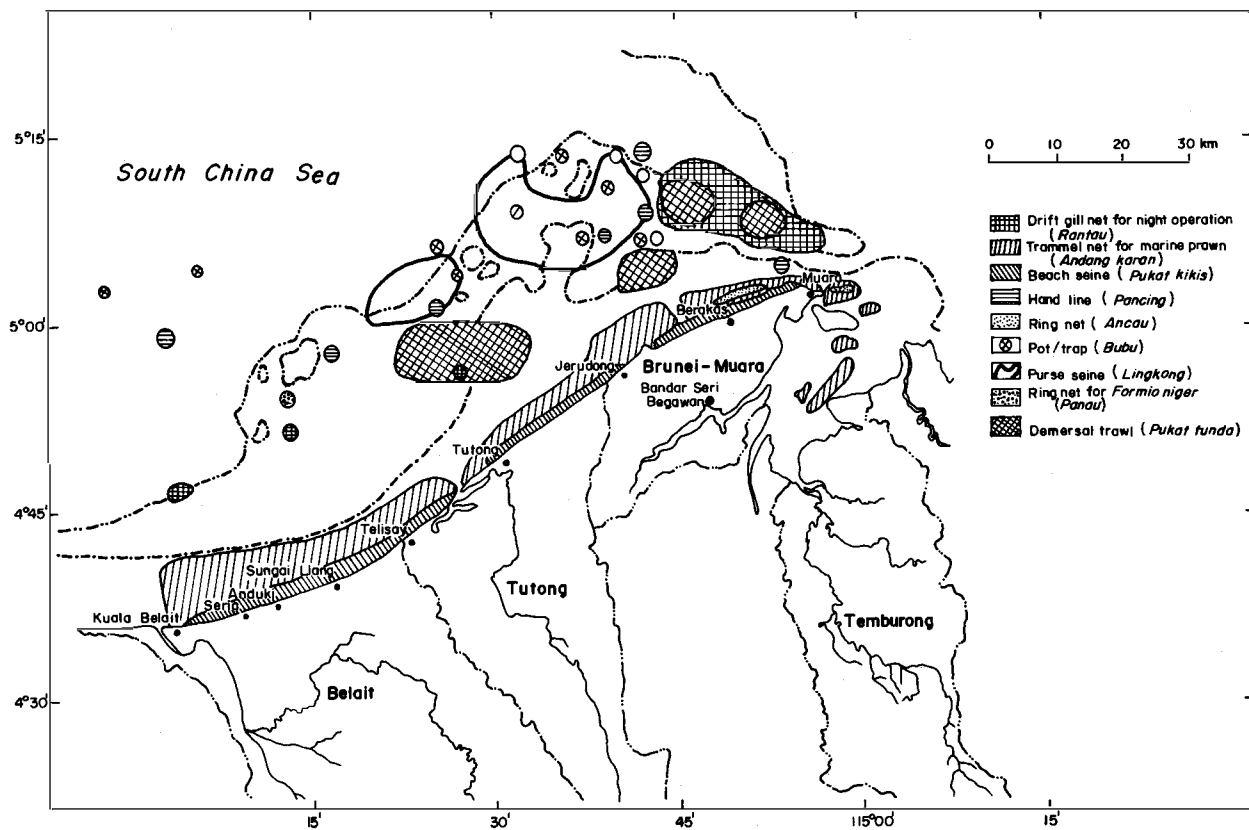 5°15'
South China Sea
0 10 20 30 km
Drift gill net for night operation
(Rantau)
Trammel net for marine prawn
(Andang karan)
Beach seine (Pukat kikis)
Hand line (Pancing)
Ring net (Ancau)
Pot/trap (Bubu)
Purse seine (Lingkong)
Ring net for Formio niger
(Panau)
Demersal trawl (Pukat tunda)
5°00'
Muara
Berakas
Jerudong
Brunei-Muara
Bandar Seri
Begawan
Tutong
4°45'
Telisay
Sungai Liang
Anduki
Seria
Kuala Belait
Tutong
Temburong
Belait
4°30'
15' 30' 45' 115°00' 15'